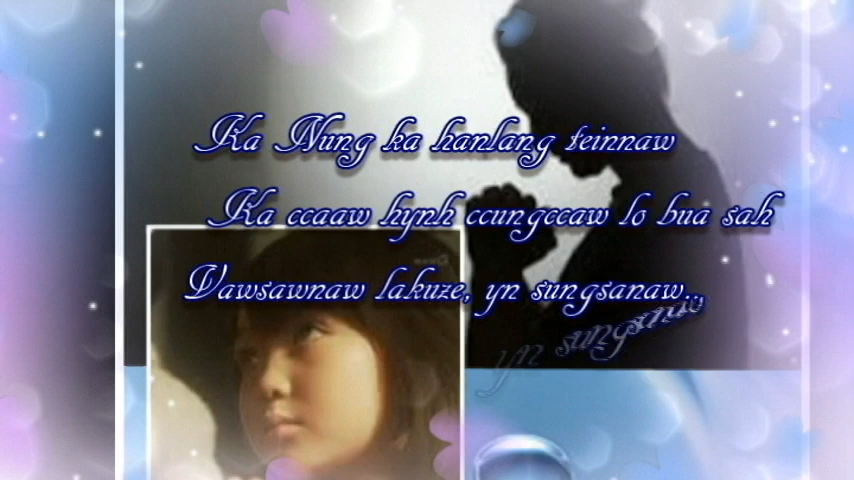 Ka Nung ka hanlang teinnaw
Ka ccaaw hynh ccungccaw lo bua sah
Vawsawnaw lakuze, yn sungsanaw...
yn sungsanaw